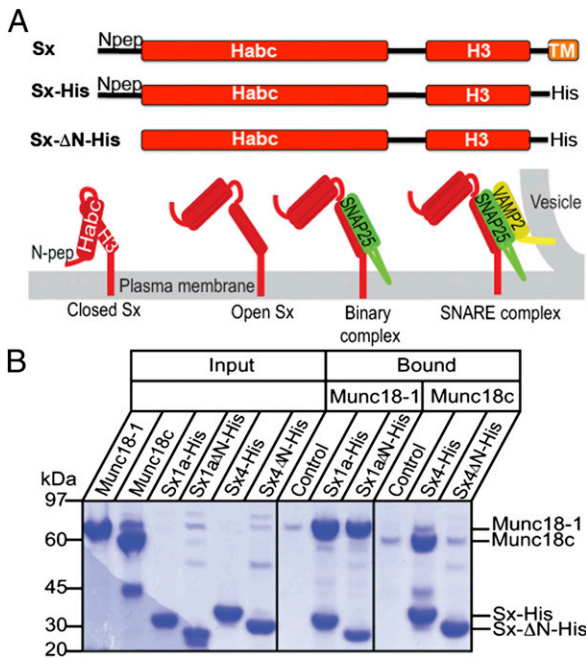 A
Sx
Npep
Habc
H3
TM
Sx-His
Npep
Habc
H3
His
Sx-ΔN-His
Habc
H3
His
N-pep
Habc
H3
SNAP25
SNAP25
VAMP2
Vesicle
Plasma membrane
Closed Sx
Open Sx
Binary
complex
SNARE complex
B
Input
Bound
Munc18-1
Munc18c
Munc18-1
Munc18c
Sx1a-His
Sx1aΔN-His
Sx4-His
Sx4ΔN-His
Control
Sx1a-His
Sx1aΔN-His
Control
Sx4-His
Sx4ΔN-His
kDa
97
60
45
30
20
Munc18-1
Munc18c
Sx-His
Sx-ΔN-His